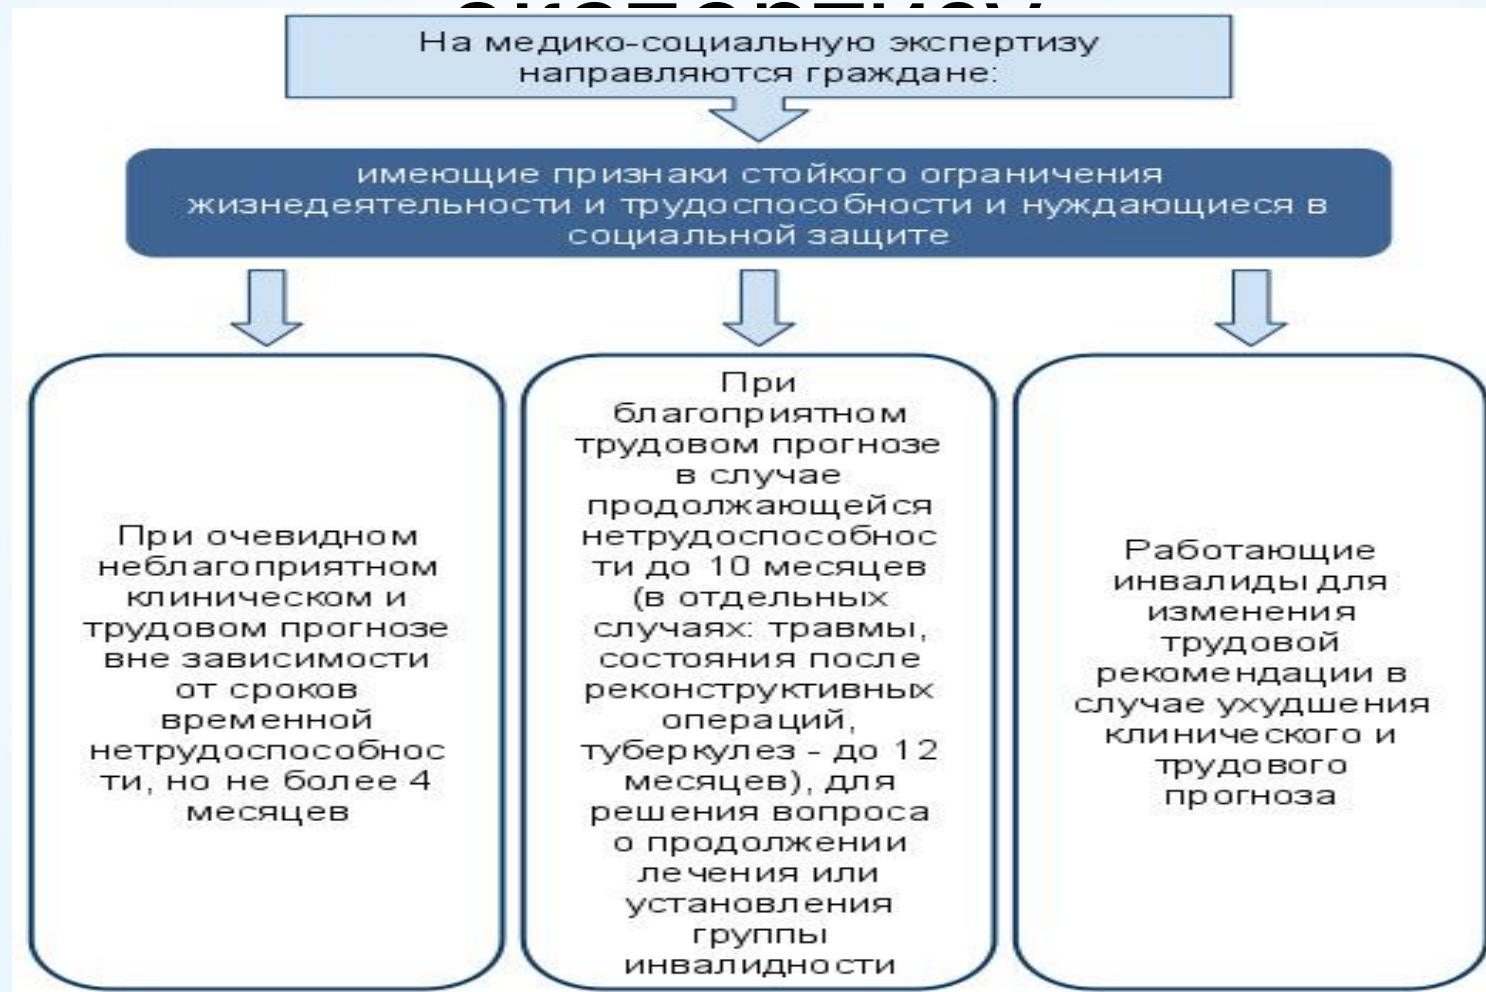 экспертизу
На медико-социальную экспертизу
направляются граждане:
имеющие признаки стойкого ограничения
жизнедеятельности и трудоспособности и нуждающиеся в
социальной защите
При очевидном
неблагоприятном
клиническом и
трудовом прогнозе
вне зависимости
от сроков
временной
нетрудоспособнос
ти, но не более 4
месяцев
При
благоприятном
трудовом прогнозе
в случае
продолжающейся
нетрудоспособнос
ти до 10 месяцев
(в отдельных
случаях: травмы,
состояния после
реконструктивных
операций,
туберкулез - до 12
месяцев), для
решения вопроса
о продолжении
лечения или
установления
группы
инвалидности
Работающие
инвалиды для
изменения
трудовой
рекомендации в
случае ухудшения
клинического и
трудового
прогноза